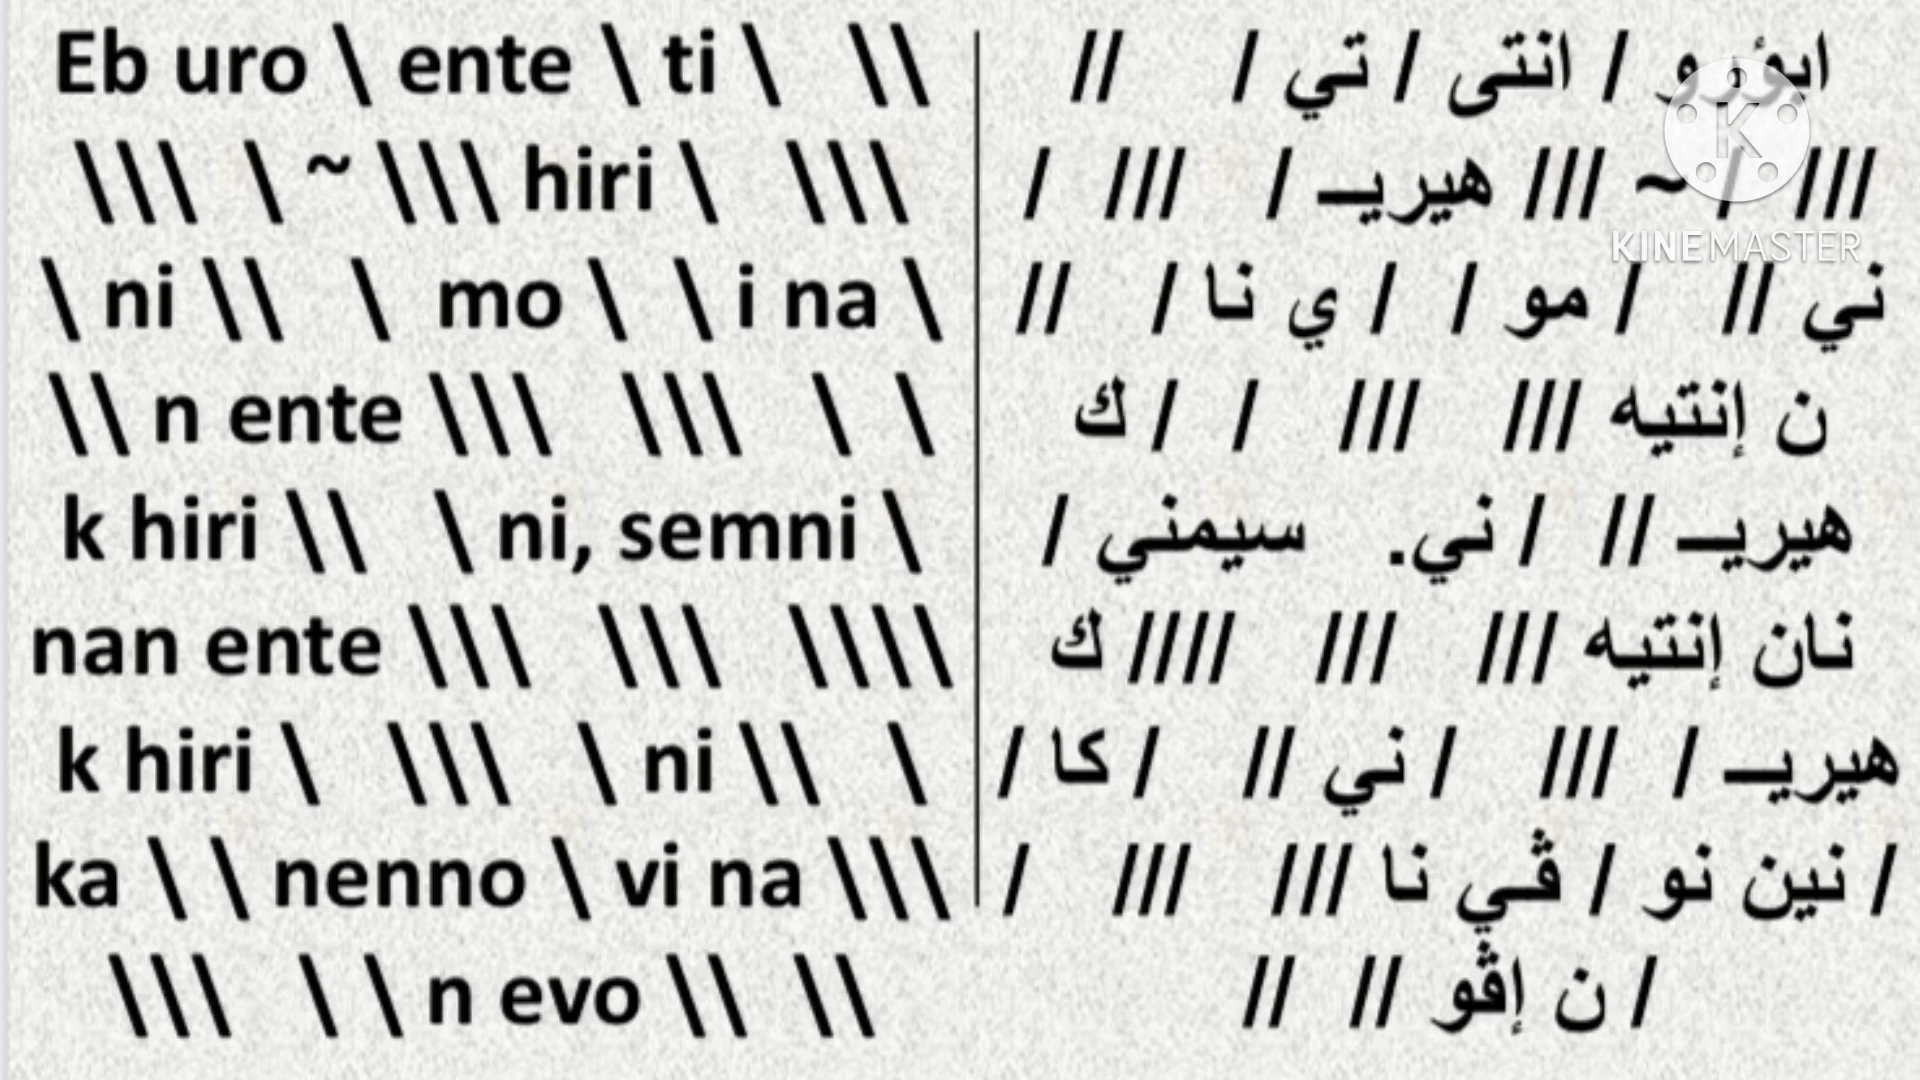 Eb uro \ ente \ ti \   \\
\\\  \ ~ \\\ hiri \   \\\
\ ni \\   \  mo \  \ i na \
\\ n ente \\\   \\\   \  \
k hiri \\   \ ni, semni \
nan ente \\\   \\\   \\\\
k hiri \   \\\   \ ni \\   \
ka \ \ nenno \ vi na \\\
\\\   \ \ n evo \\  \\
/ انتى / تي /   //
///  / ~ /// هيريـ /   ///  /
ني //   / مو /  / ي نا /   //
ن إنتيه ///   ///   /  / ك
هيريـ //   / ني.  سيمني /
نان إنتيه ///   ///   //// ك
هيريـ /   ///   / ني //   / كا /
/ نين نو / ڤي نا ///   ///   /
/ ن إڤو //  //
KINEMASTER